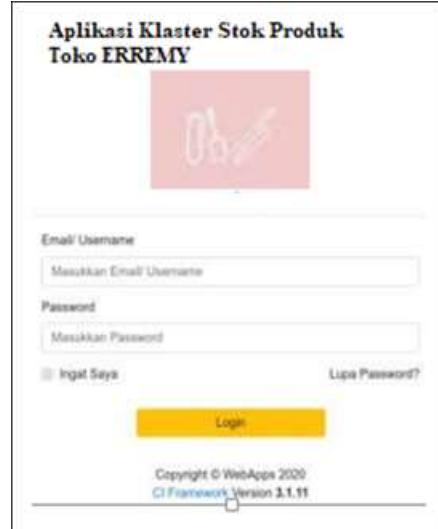 Aplikasi Klaster Stok Produk
Toko ERREMY
Email/ Username
Masukkan Email/ Username
Password
Masukkan Password
Ingat Saya
Lupa Password?
Login
Copyright © WebApps 2020
CI Framework Version 3.1.11